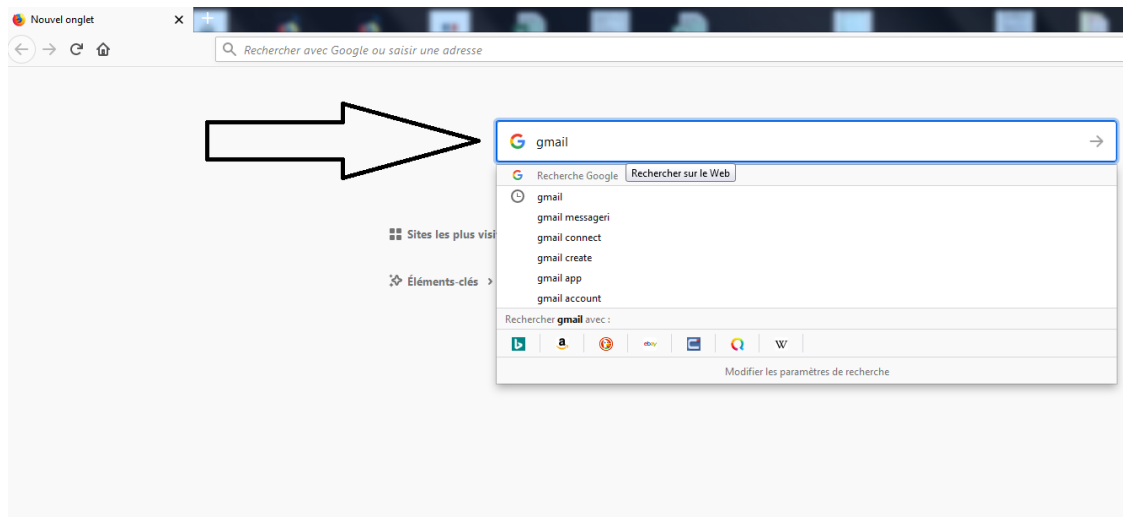 Nouvel onglet
Rechercher avec Google ou saisir une adresse
gmail
Recherche Google
Rechercher sur le Web
gmail
gmail messageri
gmail connect
Sites les plus visi
gmail create
gmail app
Éléments-clés
gmail account
Rechercher gmail avec :
a
ebay
W
Modifier les paramètres de recherche